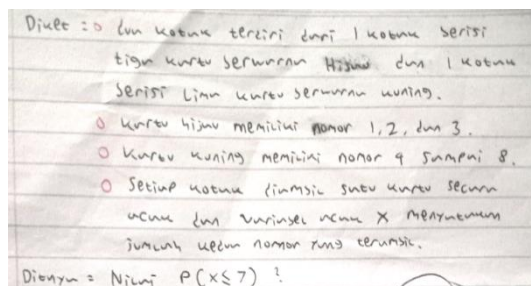 Diket : o dua kotak terdiri dari 1 kotak berisi
tiga kartu berwarna Hijau dan 1 kotak
berisi Lima kartu berwarna kuning.
o kartu hijau memiliki nomor 1, 2, dan 3.
o Kartu kuning memiliki nomor 4 sampai 8.
o Setiap kotak diambil satu kartu secara
acak dan variabel acak X menyatakan
jumlah kedua nomor yang terambil.
Ditanya = Nilai P(X≤7) ?